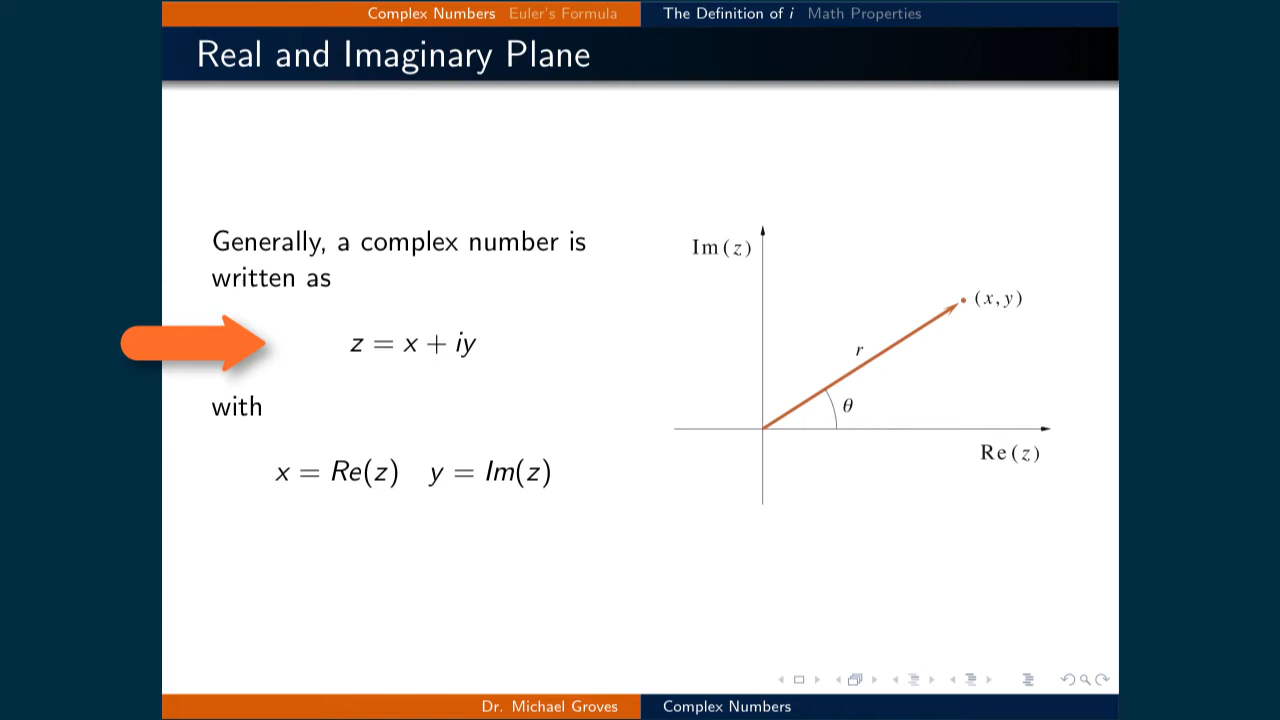 Complex Numbers Euler's Formula The Definition of i Math Properties
Real and Imaginary Plane
Generally, a complex number is
written as
z = x + iy
with
x = Re(z) y = Im(z)
Im(z)
(x, y)
r
θ
Re(z)
Dr. Michael Groves Complex Numbers